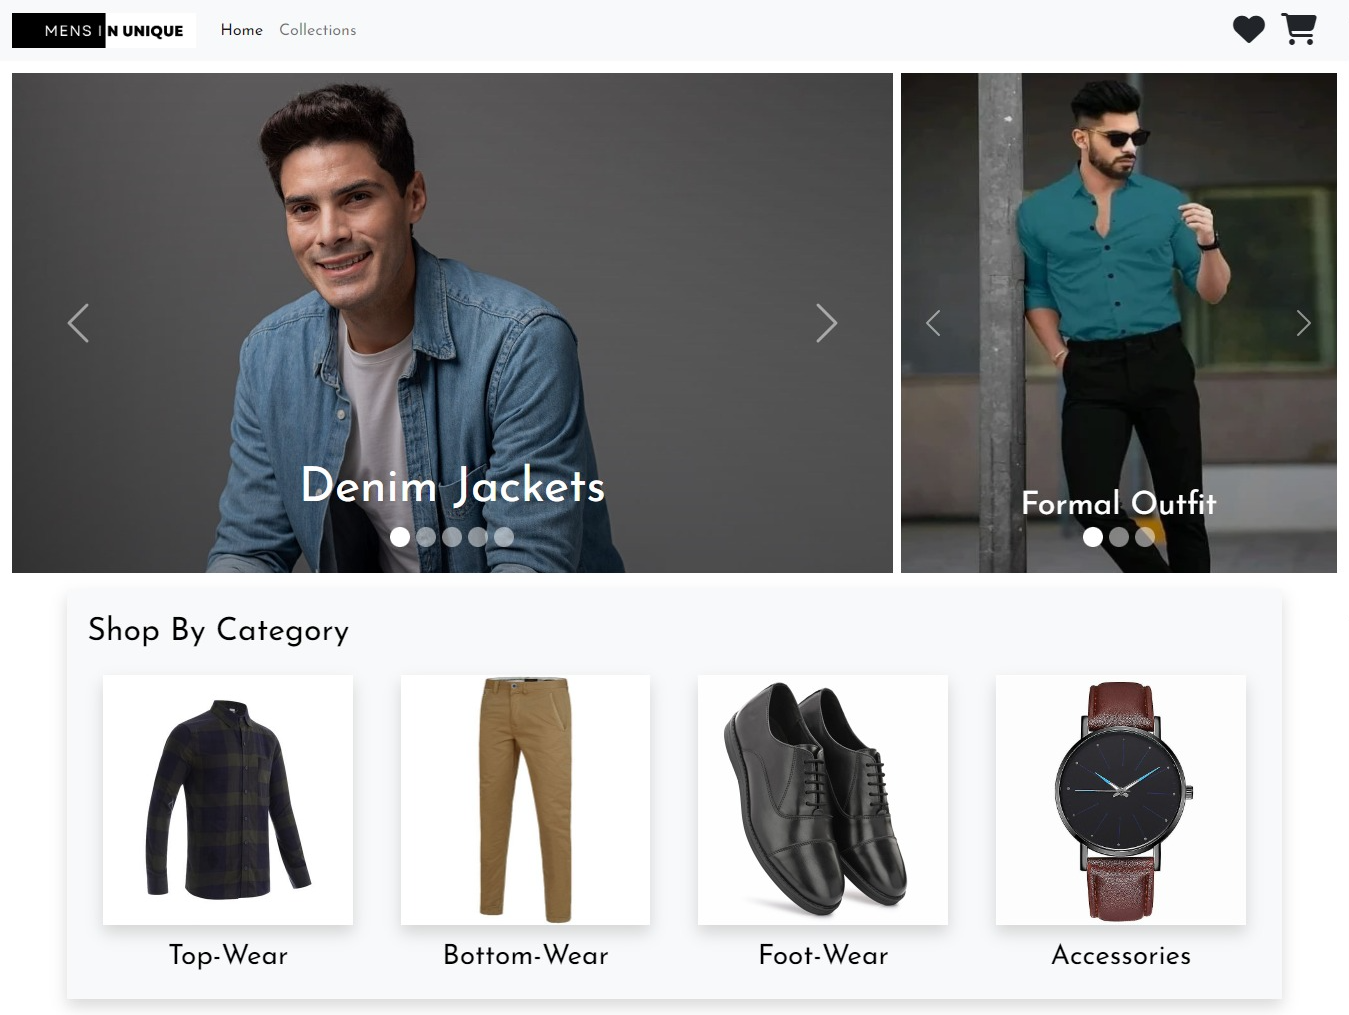 MENS IN UNIQUE
Home
Collections
Denim Jackets
Formal Outfit
Shop By Category
Top-Wear
Bottom-Wear
Foot-Wear
Accessories